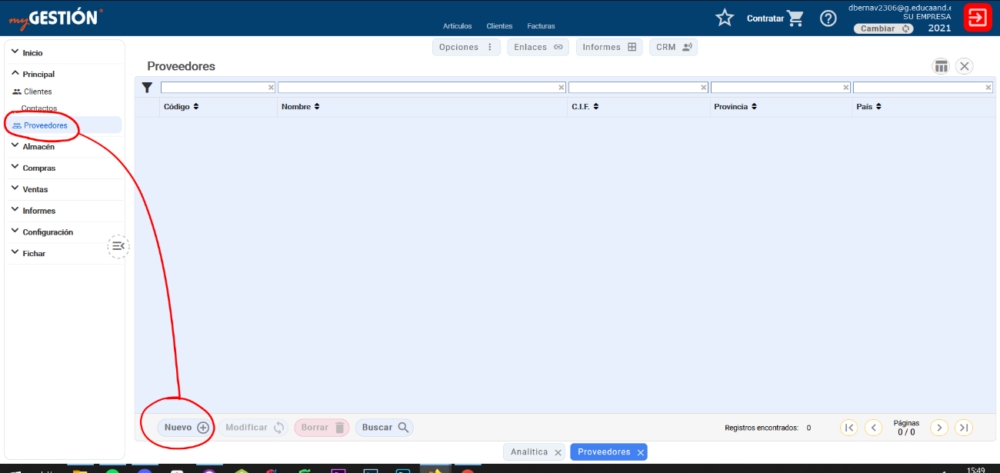 myGESTIÓN®
Artículos Clientes Facturas
Contratar
dbernav2306@g.educaand.e
SU EMPRESA
Cambiar 2021
Inicio
Principal
Clientes
Contactos
Proveedores
Almacén
Compras
Ventas
Informes
Configuración
Fichar
Opciones Enlaces Informes CRM
Proveedores
Código Nombre C.I.F. Provincia País
Nuevo Modificar Borrar Buscar
Registros encontrados: 0
Páginas
0 / 0
Analítica Proveedores
15:49